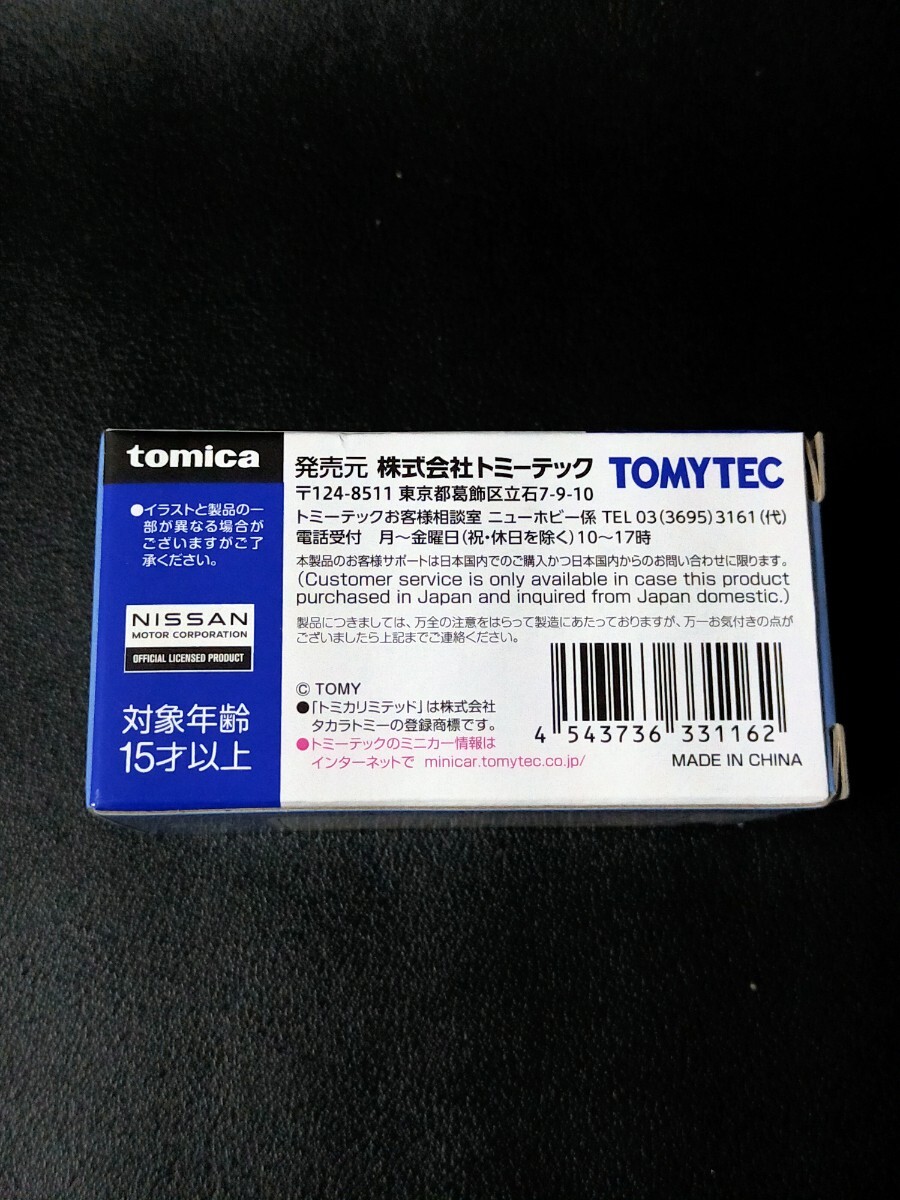 tomica
●イラストと製品の一
部が異なる場合が
ございますがご了
承ください。
NISSAN
MOTOR CORPORATION
OFFICIAL LICENSED PRODUCT
対象年齢
15才以上
発売元 株式会社トミーテック TOMYTEC
〒124-8511 東京都葛飾区立石7-9-10
トミーテックお客様相談室 ニューホビー係 TEL 03(3695)3161(代)
電話受付 月〜金曜日(祝・休日を除く)10〜17時
本製品のお客様サポートは日本国内でのご購入かつ日本国内からのお問い合わせに限ります。
(Customer service is only available in case this product
purchased in Japan and inquired from Japan domestic.)
製品につきましては、万全の注意をはらって製造にあたっておりますが、万一お気付きの点が
ございましたら上記までご連絡ください。
© TOMY
●「トミカリミテッド」は株式会社
タカラトミーの登録商標です。
●トミーテックのミニカー情報は
インターネットで minicar.tomytec.co.jp/
4 543736 331162
MADE IN CHINA